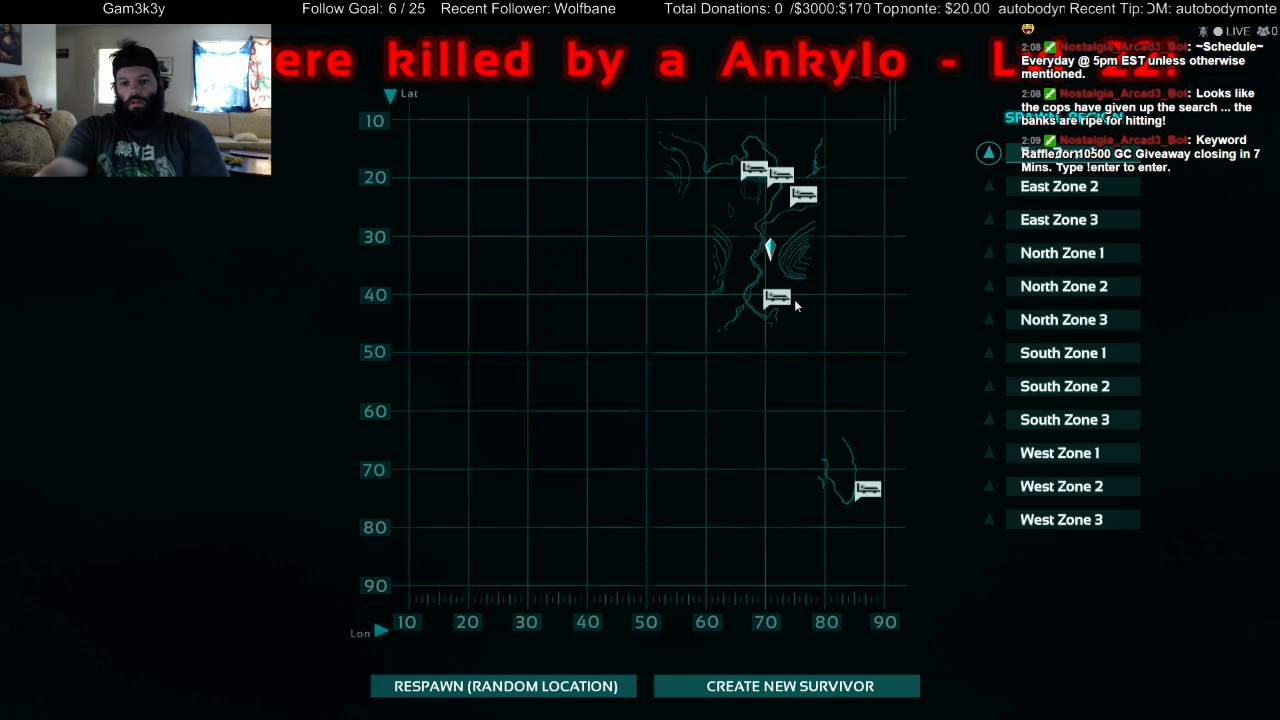 Gam3k3y
Follow Goal: 6 / 25
Recent Follower: Wolfbane
Total Donations: 0 /$3000:$170
$20.00
autobodyn
Recent Tip:
autobodymonte
ere killed by a Ankylo - L
LIVE
0
2:08 Nostalgia_Arcad3_Bot: ~Schedule~
Everyday @ 5pm EST unless otherwise
mentioned.
2:08 Nostalgia_Arcad3_Bot: Looks like
the cops have given up the search ... the
banks are ripe for hitting!
2:09 Nostalgia_Arcad3_Bot: Keyword
Raffle for 10500 GC Giveaway closing in 7
Mins. Type !enter to enter.
Lat
10
20
30
40
50
60
70
80
90
Lon
10 20 30 40 50 60 70 80 90
East Zone 2
East Zone 3
North Zone 1
North Zone 2
North Zone 3
South Zone 1
South Zone 2
South Zone 3
West Zone 1
West Zone 2
West Zone 3
RESPAWN (RANDOM LOCATION)
CREATE NEW SURVIVOR